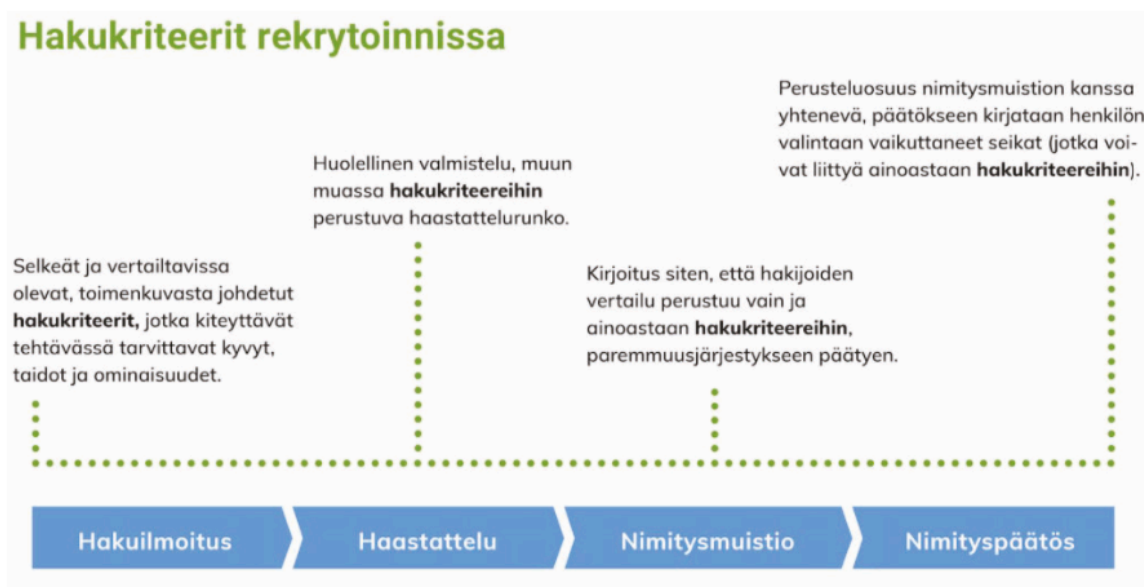 Hakukriteerit rekrytoinnissa
Perusteluosuus nimitysmuistion kanssa
yhtenevä, päätökseen kirjataan henkilön
valintaan vaikuttaneet seikat (jotka voi-
vat liittyä ainoastaan hakukriteereihin).
Huolellinen valmistelu, muun
muassa hakukriteereihin
perustuva haastattelurunko.
Selkeät ja vertailtavissa
olevat, toimenkuvasta johdetut
hakukriteerit, jotka kiteyttävät
tehtävässä tarvittavat kyvyt,
taidot ja ominaisuudet.
Kirjoitus siten, että hakijoiden
vertailu perustuu vain ja
ainoastaan hakukriteereihin,
paremmuusjärjestykseen päätyen.
Hakuilmoitus
Haastattelu
Nimitysmuistio
Nimityspäätös